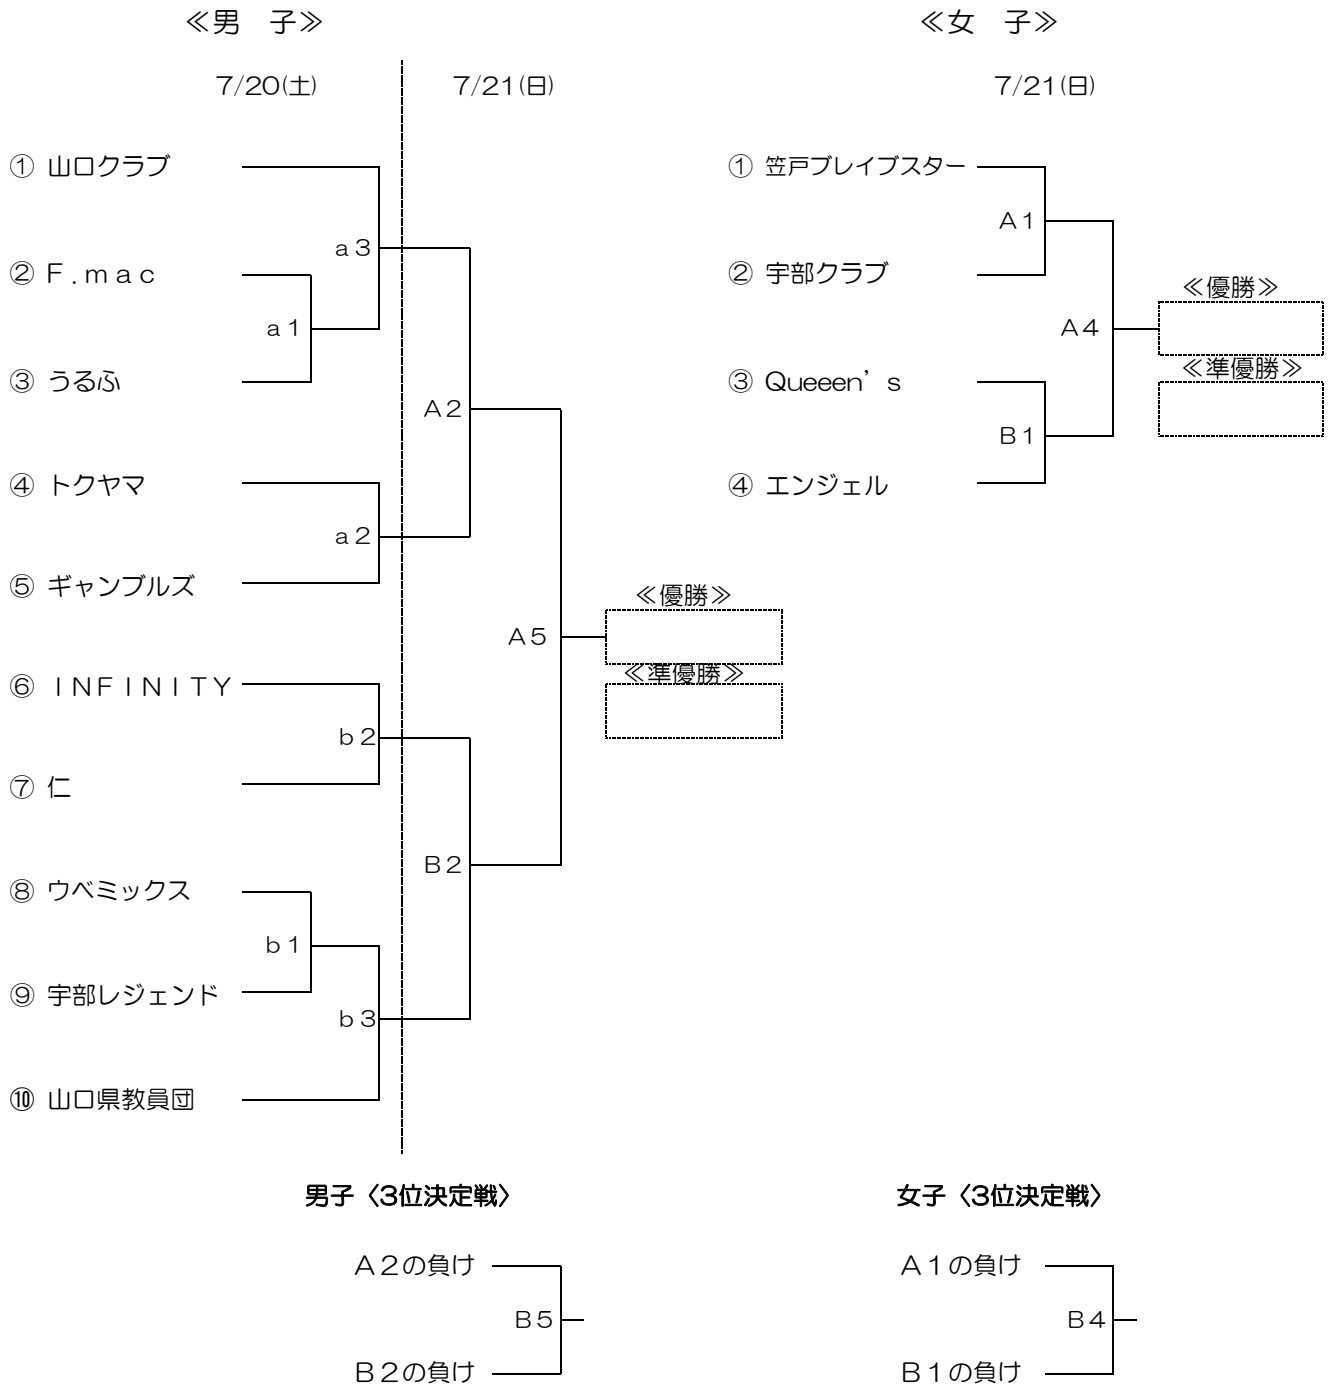 ≪男　子≫
7/20(土)
7/21(日)
① 山口クラブ
a3
② F.mac
a1
③ うるふ
A2
④ トクヤマ
a2
⑤ ギャンブルズ
A5
≪優勝≫
≪準優勝≫
⑥ INFINITY
b2
⑦ 仁
B2
⑧ ウベミックス
b1
⑨ 宇部レジェンド
b3
⑩ 山口県教員団
≪女　子≫
7/21(日)
① 笠戸ブレイブスター
A1
② 宇部クラブ
≪優勝≫
A4
≪準優勝≫
③ Queeen’s
B1
④ エンジェル
男子〈3位決定戦〉
A2の負け
B5
B2の負け
女子〈3位決定戦〉
A1の負け
B4
B1の負け